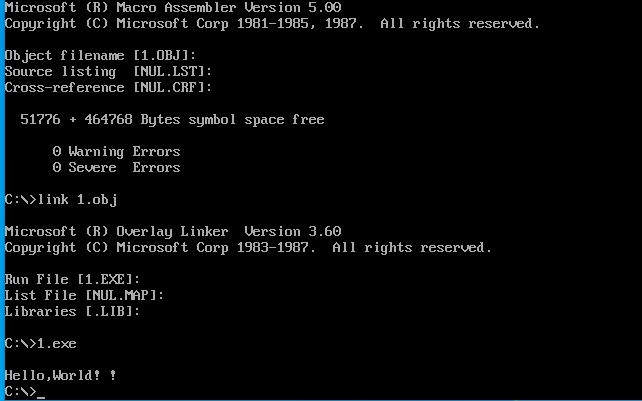 Microsoft (R) Macro Assembler Version 5.00
Copyright (C) Microsoft Corp 1981-1985, 1987.  All rights reserved.
Object filename [1.OBJ]:
Source listing  [NUL.LST]:
Cross-reference [NUL.CRF]:
51776 + 464768 Bytes symbol space free
0 Warning Errors
0 Severe  Errors
C:\>link 1.obj
Microsoft (R) Overlay Linker  Version 3.60
Copyright (C) Microsoft Corp 1983-1987.  All rights reserved.
Run File [1.EXE]:
List File [NUL.MAP]:
Libraries [.LIB]:
C:\>1.exe
Hello,World! !
C:\>_